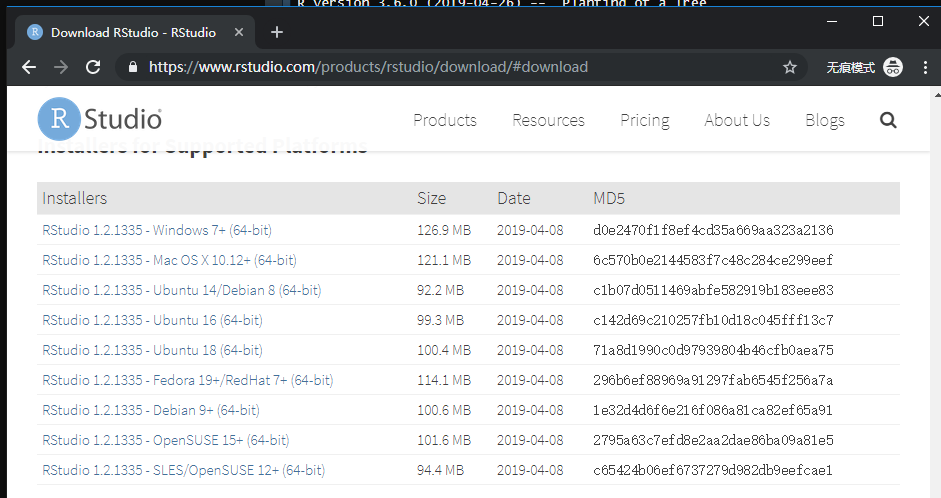 R version 3.6.0 (2019-04-26) -- "Planting of a Tree"
Download RStudio - RStudio
https://www.rstudio.com/products/rstudio/download/#download
无痕模式
R Studio Products Resources Pricing About Us Blogs
Installers for Supported Platforms
Installers Size Date MD5
RStudio 1.2.1335 - Windows 7+ (64-bit) 126.9 MB 2019-04-08 d0e2470f1f8ef4cd35a669aa323a2136
RStudio 1.2.1335 - Mac OS X 10.12+ (64-bit) 121.1 MB 2019-04-08 6c570b0e2144583f7c48c284ce299eef
RStudio 1.2.1335 - Ubuntu 14/Debian 8 (64-bit) 92.2 MB 2019-04-08 c1b07d0511469abfe582919b183eee83
RStudio 1.2.1335 - Ubuntu 16 (64-bit) 99.3 MB 2019-04-08 c142d69c210257fb10d18c045fff13c7
RStudio 1.2.1335 - Ubuntu 18 (64-bit) 100.4 MB 2019-04-08 71a8d1990c0d97939804b46cfb0aea75
RStudio 1.2.1335 - Fedora 19+/RedHat 7+ (64-bit) 114.1 MB 2019-04-08 296b6ef88969a91297fab6545f256a7a
RStudio 1.2.1335 - Debian 9+ (64-bit) 100.6 MB 2019-04-08 1e32d4d6f6e216f086a81ca82ef65a91
RStudio 1.2.1335 - OpenSUSE 15+ (64-bit) 101.6 MB 2019-04-08 2795a63c7efd8e2aa2dae86ba09a81e5
RStudio 1.2.1335 - SLES/OpenSUSE 12+ (64-bit) 94.4 MB 2019-04-08 c65424b06ef6737279d982db9eefcae1